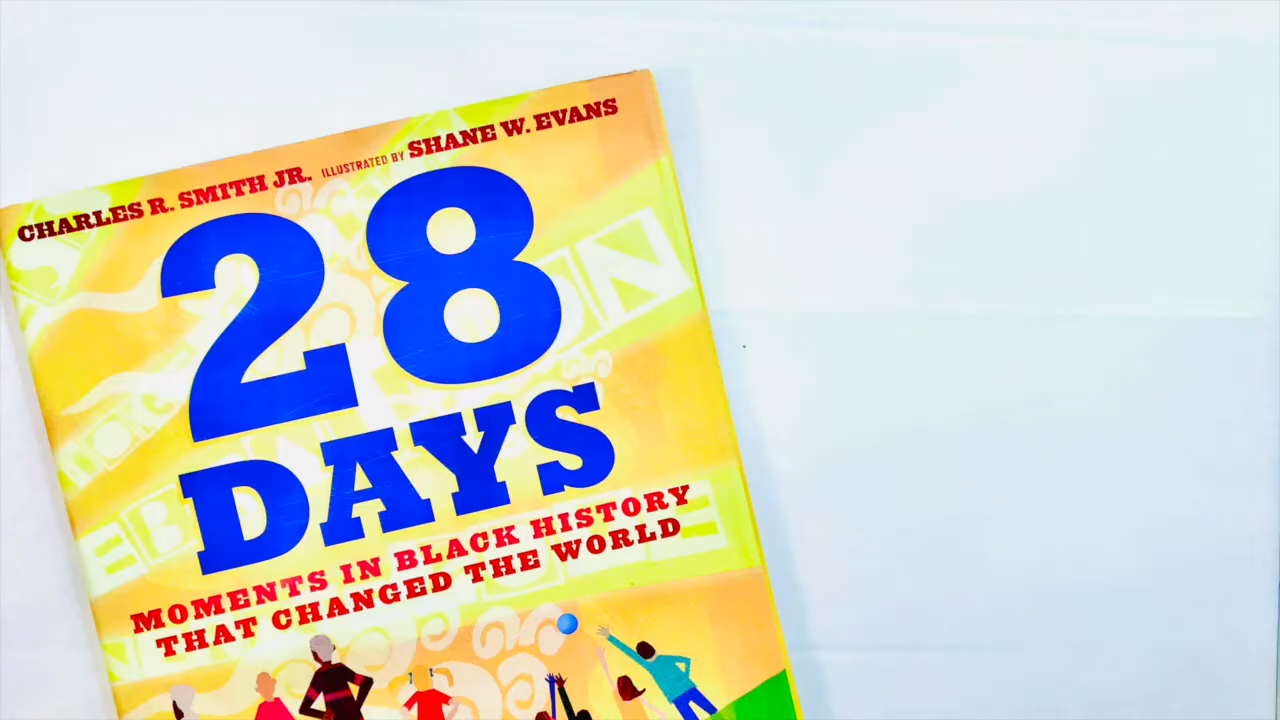 CHARLES R. SMITH JR. ILLUSTRATED BY SHANE W. EVANS
28
DAYS
MOMENTS IN BLACK HISTORY
THAT CHANGED THE WORLD